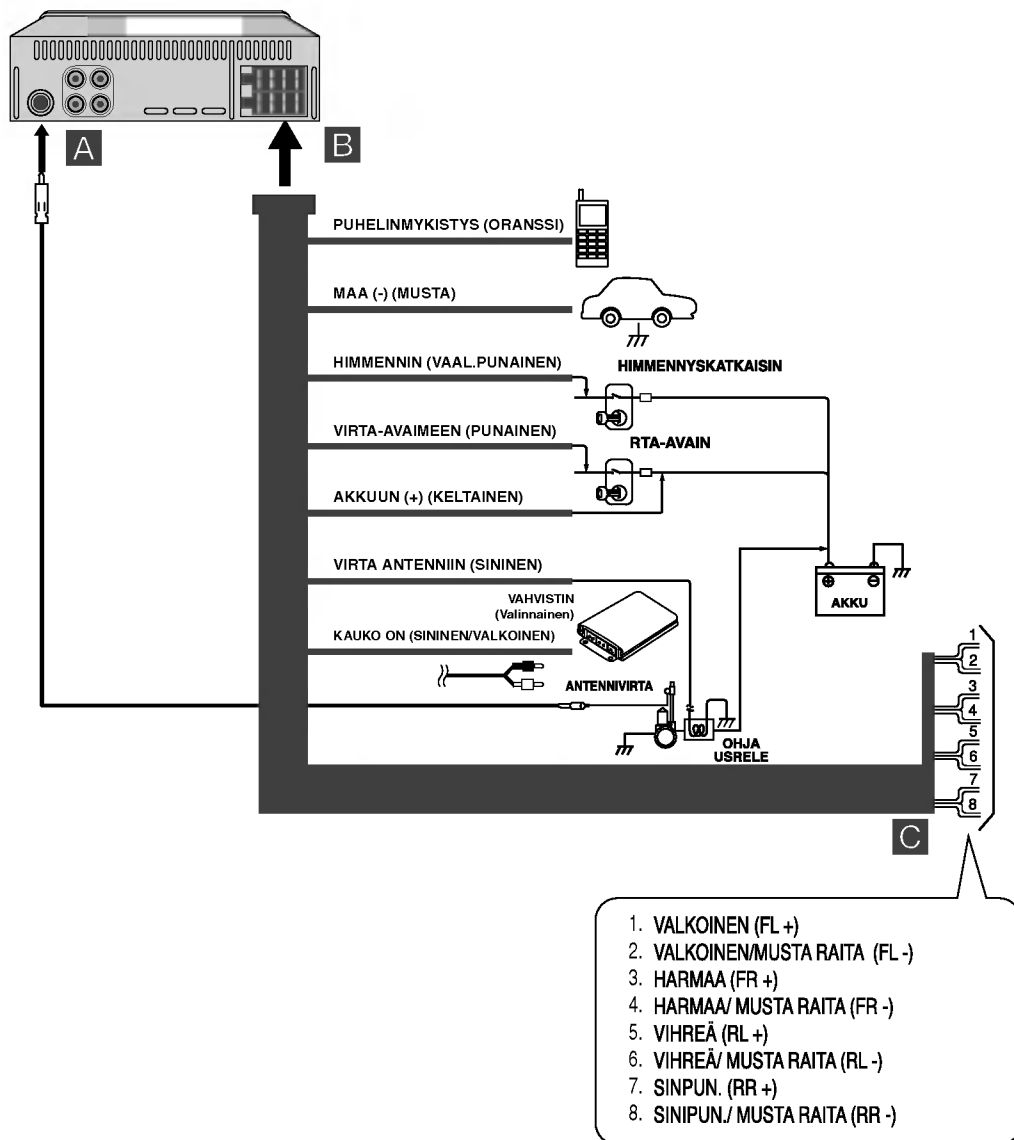 A
B
PUHELINMYKISTYS (ORANSSI)
MAA (-) (MUSTA)
HIMMENNIN (VAAL.PUNAINEN)
HIMMENNYSKATKAISIN
VIRTA-AVAIMEEN (PUNAINEN)
RTA-AVAIN
AKKUUN (+) (KELTAINEN)
VIRTA ANTENNIIN (SININEN)
AKKU
VAHVISTIN
(Valinnainen)
KAUKO ON (SININEN/VALKOINEN)
ANTENNIVIRTA
OHJA
USRELE
1
2
3
4
5
6
7
8
C
1. VALKOINEN (FL +)
2. VALKOINEN/MUSTA RAITA (FL -)
3. HARMAA (FR +)
4. HARMAA/ MUSTA RAITA (FR -)
5. VIHREÄ (RL +)
6. VIHREÄ/ MUSTA RAITA (RL -)
7. SINPUN. (RR +)
8. SINIPUN./ MUSTA RAITA (RR -)